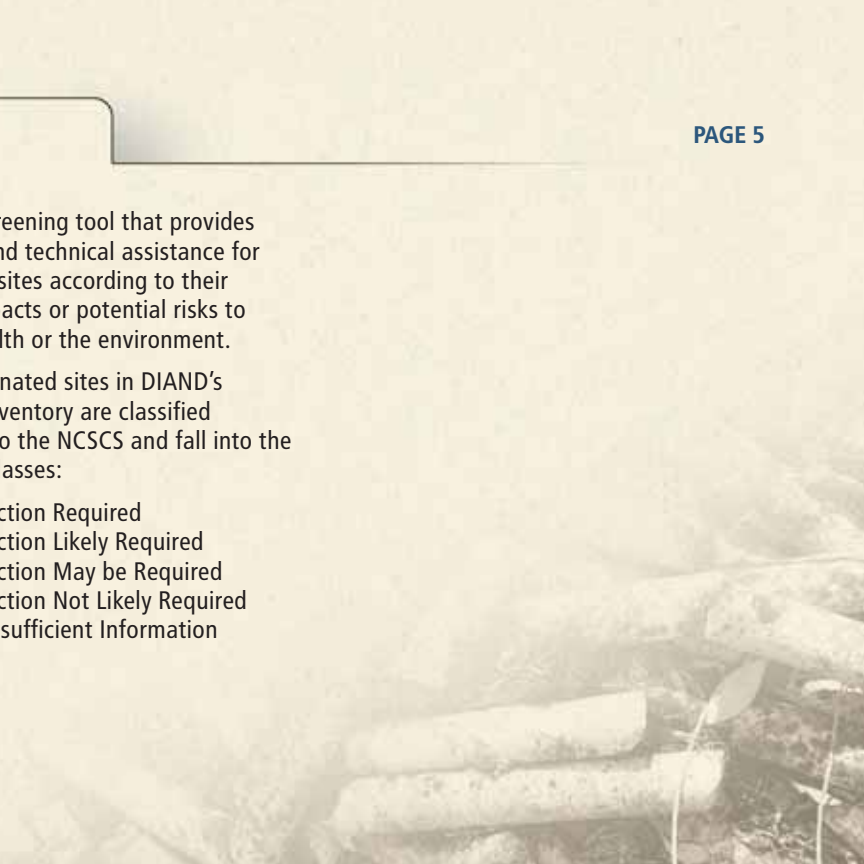 PAGE 5
reening tool that provides
nd technical assistance for
sites according to their
acts or potential risks to
lth or the environment.
nated sites in DIAND’s
ventory are classified
o the NCSCS and fall into the
asses:
ction Required
ction Likely Required
ction May be Required
ction Not Likely Required
sufficient Information